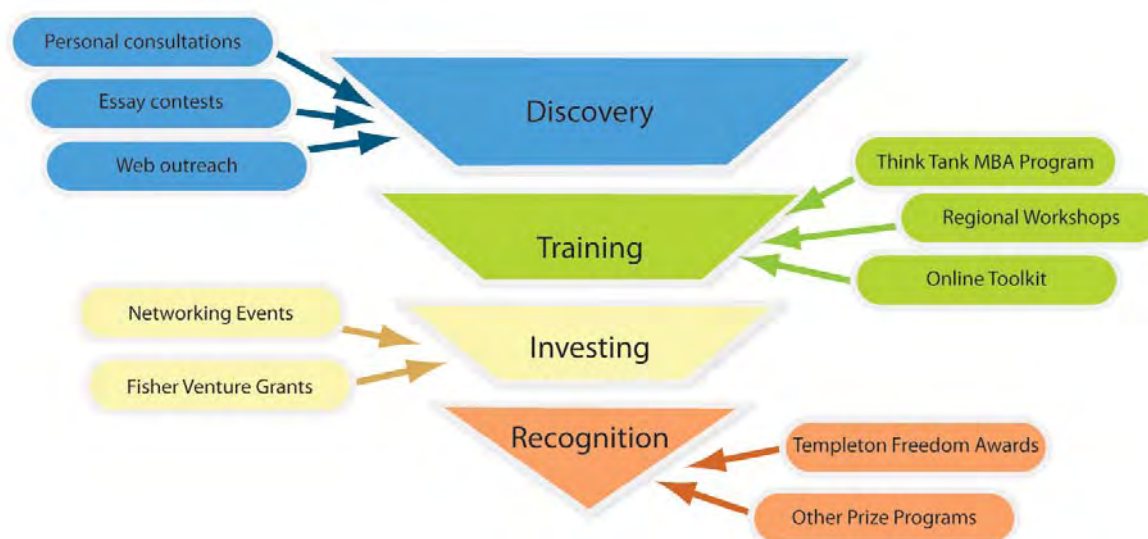 Personal consultations
Essay contests
Web outreach
Discovery
Think Tank MBA Program
Regional Workshops
Online Toolkit
Training
Networking Events
Fisher Venture Grants
Investing
Recognition
Templeton Freedom Awards
Other Prize Programs